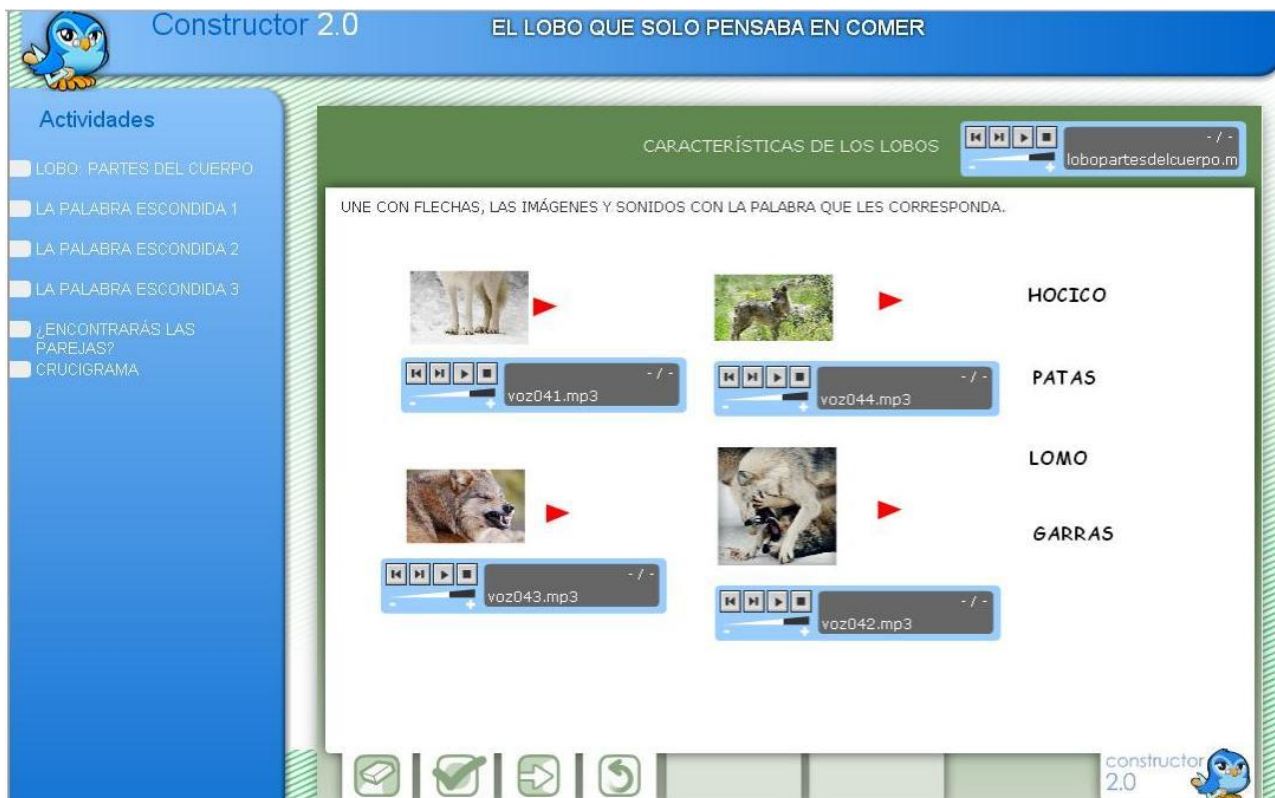 Constructor 2.0
EL LOBO QUE SOLO PENSABA EN COMER
Actividades
LOBO: PARTES DEL CUERPO
LA PALABRA ESCONDIDA 1
LA PALABRA ESCONDIDA 2
LA PALABRA ESCONDIDA 3
¿ENCONTRARÁS LAS
PAREJAS?
CRUCIGRAMA
CARACTERÍSTICAS DE LOS LOBOS
- / -
lobopartesdelcuerpo.m
- +
UNE CON FLECHAS, LAS IMÁGENES Y SONIDOS CON LA PALABRA QUE LES CORRESPONDA.
- / -
voz041.mp3
- +
- / -
voz044.mp3
- +
- / -
voz043.mp3
- +
- / -
voz042.mp3
- +
HOCICO
PATAS
LOMO
GARRAS
constructor
2.0